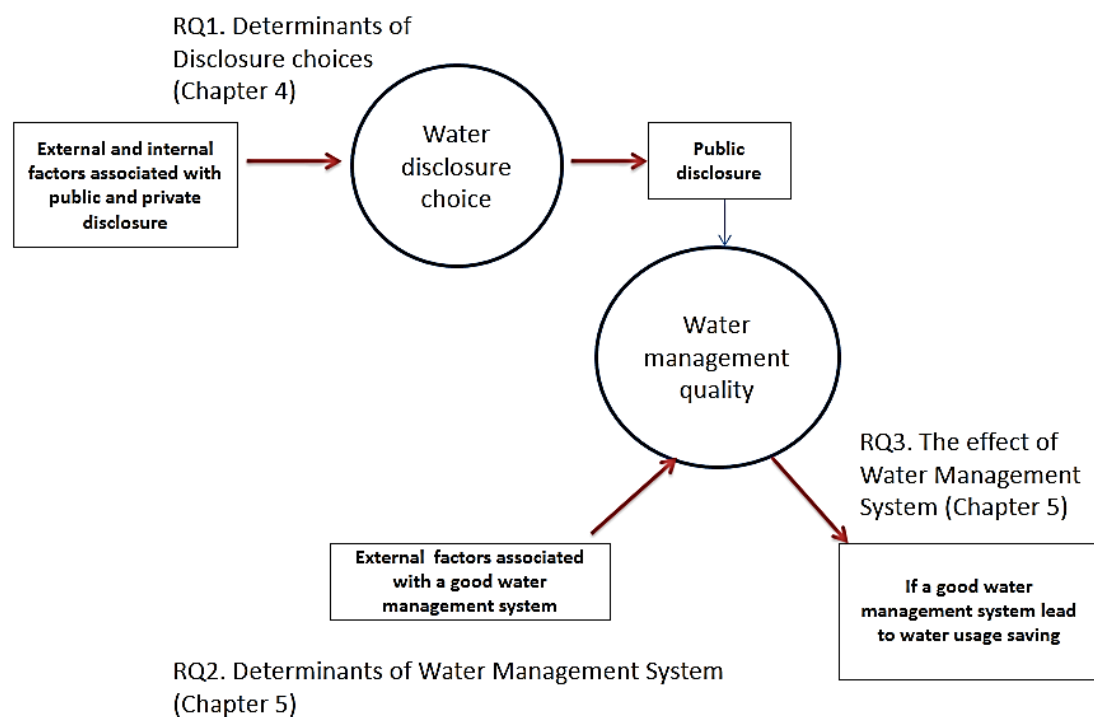 RQ1. Determinants of
Disclosure choices
(Chapter 4)
External and internal
factors associated with
public and private
disclosure
Water
disclosure
choice
Public
disclosure
Water
management
quality
RQ3. The effect of
Water Management
System (Chapter 5)
External factors associated
with a good water
management system
If a good water
management system lead
to water usage saving
RQ2. Determinants of Water Management System
(Chapter 5)